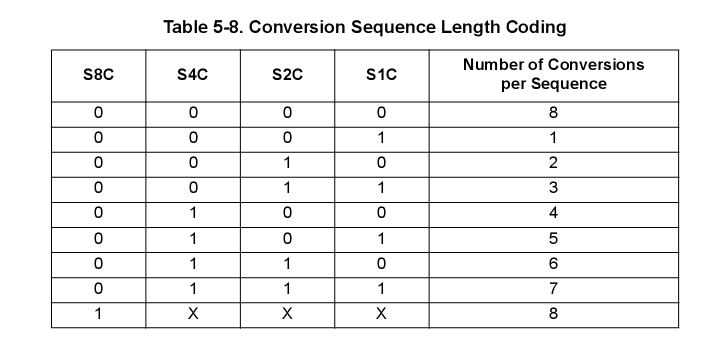 Table 5-8. Conversion Sequence Length Coding
S8C S4C S2C S1C Number of Conversions per Sequence
0 0 0 0 8
0 0 0 1 1
0 0 1 0 2
0 0 1 1 3
0 1 0 0 4
0 1 0 1 5
0 1 1 0 6
0 1 1 1 7
1 X X X 8